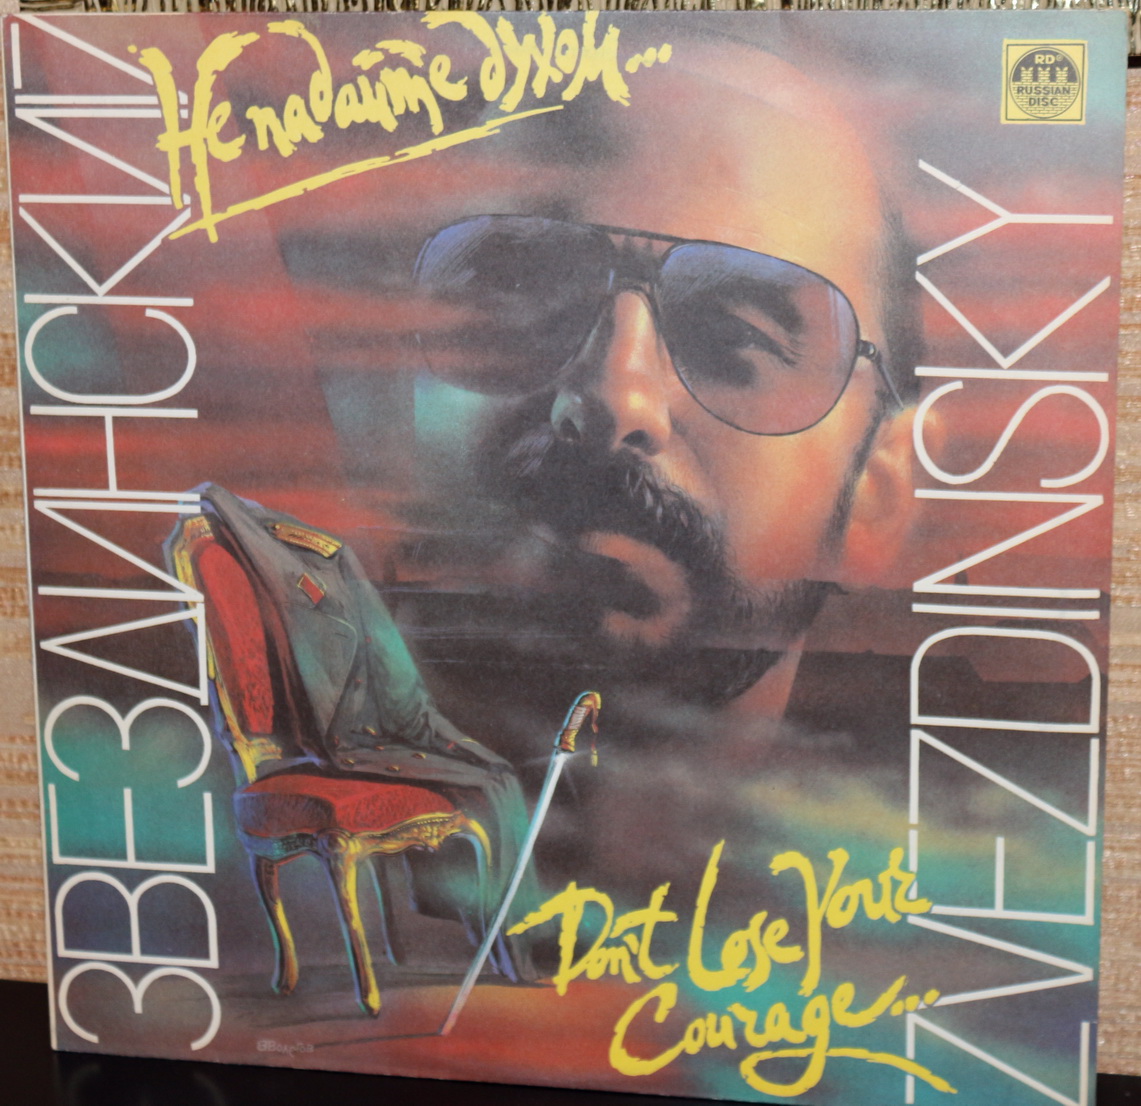 Не падайте духом...
RD®
RUSSIAN
DISC
ЗВЕЗДИНСКИЙ
ZVEZDINSKY
Don't Lose Your
Courage...